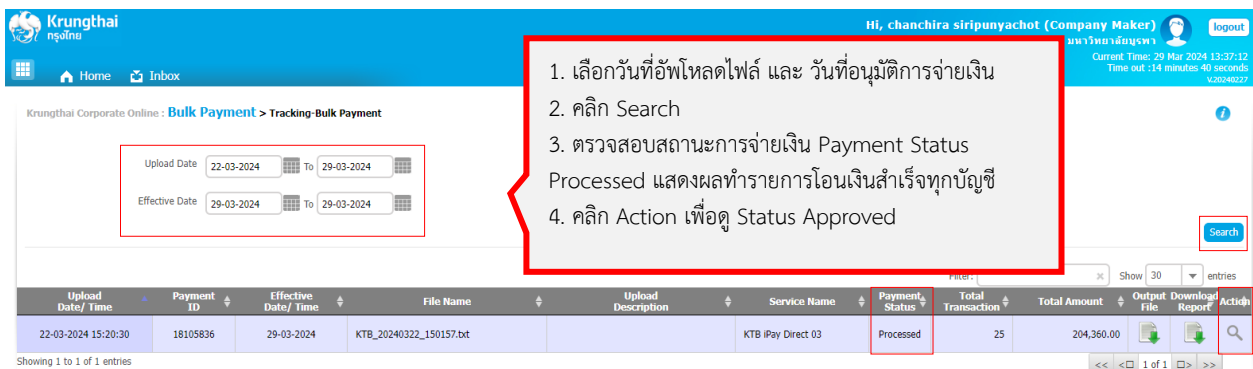 Krungthai
กรุงไทย
Hi, chanchira siripunyachot (Company Maker)
มหาวิทยาลัยบูรพา
logout
Current Time: 29 Mar 2024 13:37:12
Time out :14 minutes 40 seconds
V.20240227
Home Inbox
1. เลือกวันที่อัพโหลดไฟล์ และ วันที่อนุมัติการจ่ายเงิน
2. คลิก Search
3. ตรวจสอบสถานะการจ่ายเงิน Payment Status
Processed แสดงผลทำรายการโอนเงินสำเร็จทุกบัญชี
4. คลิก Action เพื่อดู Status Approved
Krungthai Corporate Online : Bulk Payment > Tracking-Bulk Payment
Upload Date 22-03-2024 To 29-03-2024
Effective Date 29-03-2024 To 29-03-2024
Search
Filter: Show 30 entries
Upload Date/ Time Payment ID Effective Date/ Time File Name Upload Description Service Name Payment Status Total Transaction Total Amount Output File Download Report Action
22-03-2024 15:20:30 18105836 29-03-2024 KTB_20240322_150157.txt KTB iPay Direct 03 Processed 25 204,360.00
Showing 1 to 1 of 1 entries
<< < 1 of 1 > >>